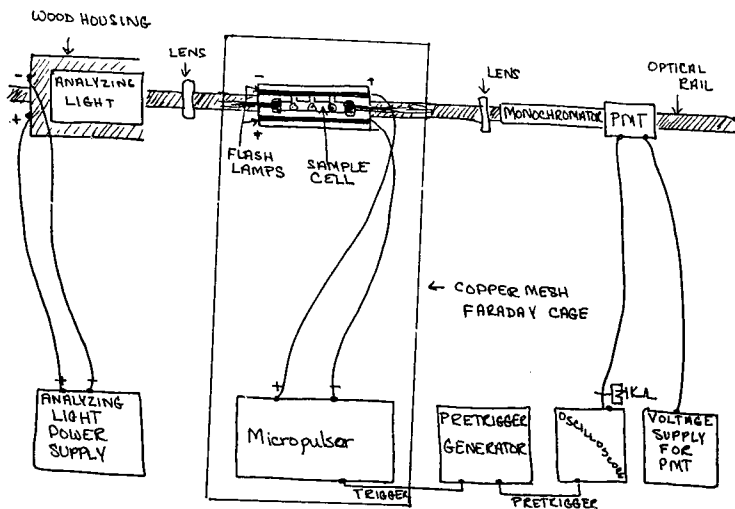 WOOD HOUSING
ANALYZING
LIGHT
LENS
FLASH
LAMPS
SAMPLE
CELL
LENS
MONOCHROMATOR
PMT
OPTICAL
RAIL
COPPER MESH
FARADAY CAGE
ANALYZING
LIGHT
POWER
SUPPLY
Micropulser
TRIGGER
PRETRIGGER
GENERATOR
PRETRIGGER
1KΩ
OSCILLOSCOPE
VOLTAGE
SUPPLY
FOR
PMT